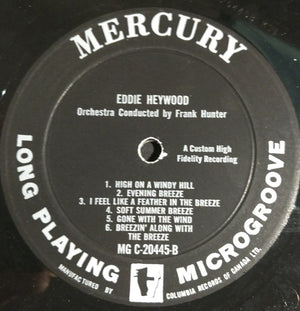 MERCURY
EDDIE HEYWOOD
Orchestra Conducted by Frank Hunter
A Custom High
Fidelity Recording
1. HIGH ON A WINDY HILL
2. EVENING BREEZE
3. I FEEL LIKE A FEATHER IN THE BREEZE
4. SOFT SUMMER BREEZE
5. GONE WITH THE WIND
6. BREEZIN' ALONG WITH
THE BREEZE
MG C-20445-B
LONG PLAYING MICROGROOVE
MANUFACTURED BY COLUMBIA RECORDS OF CANADA LTD.